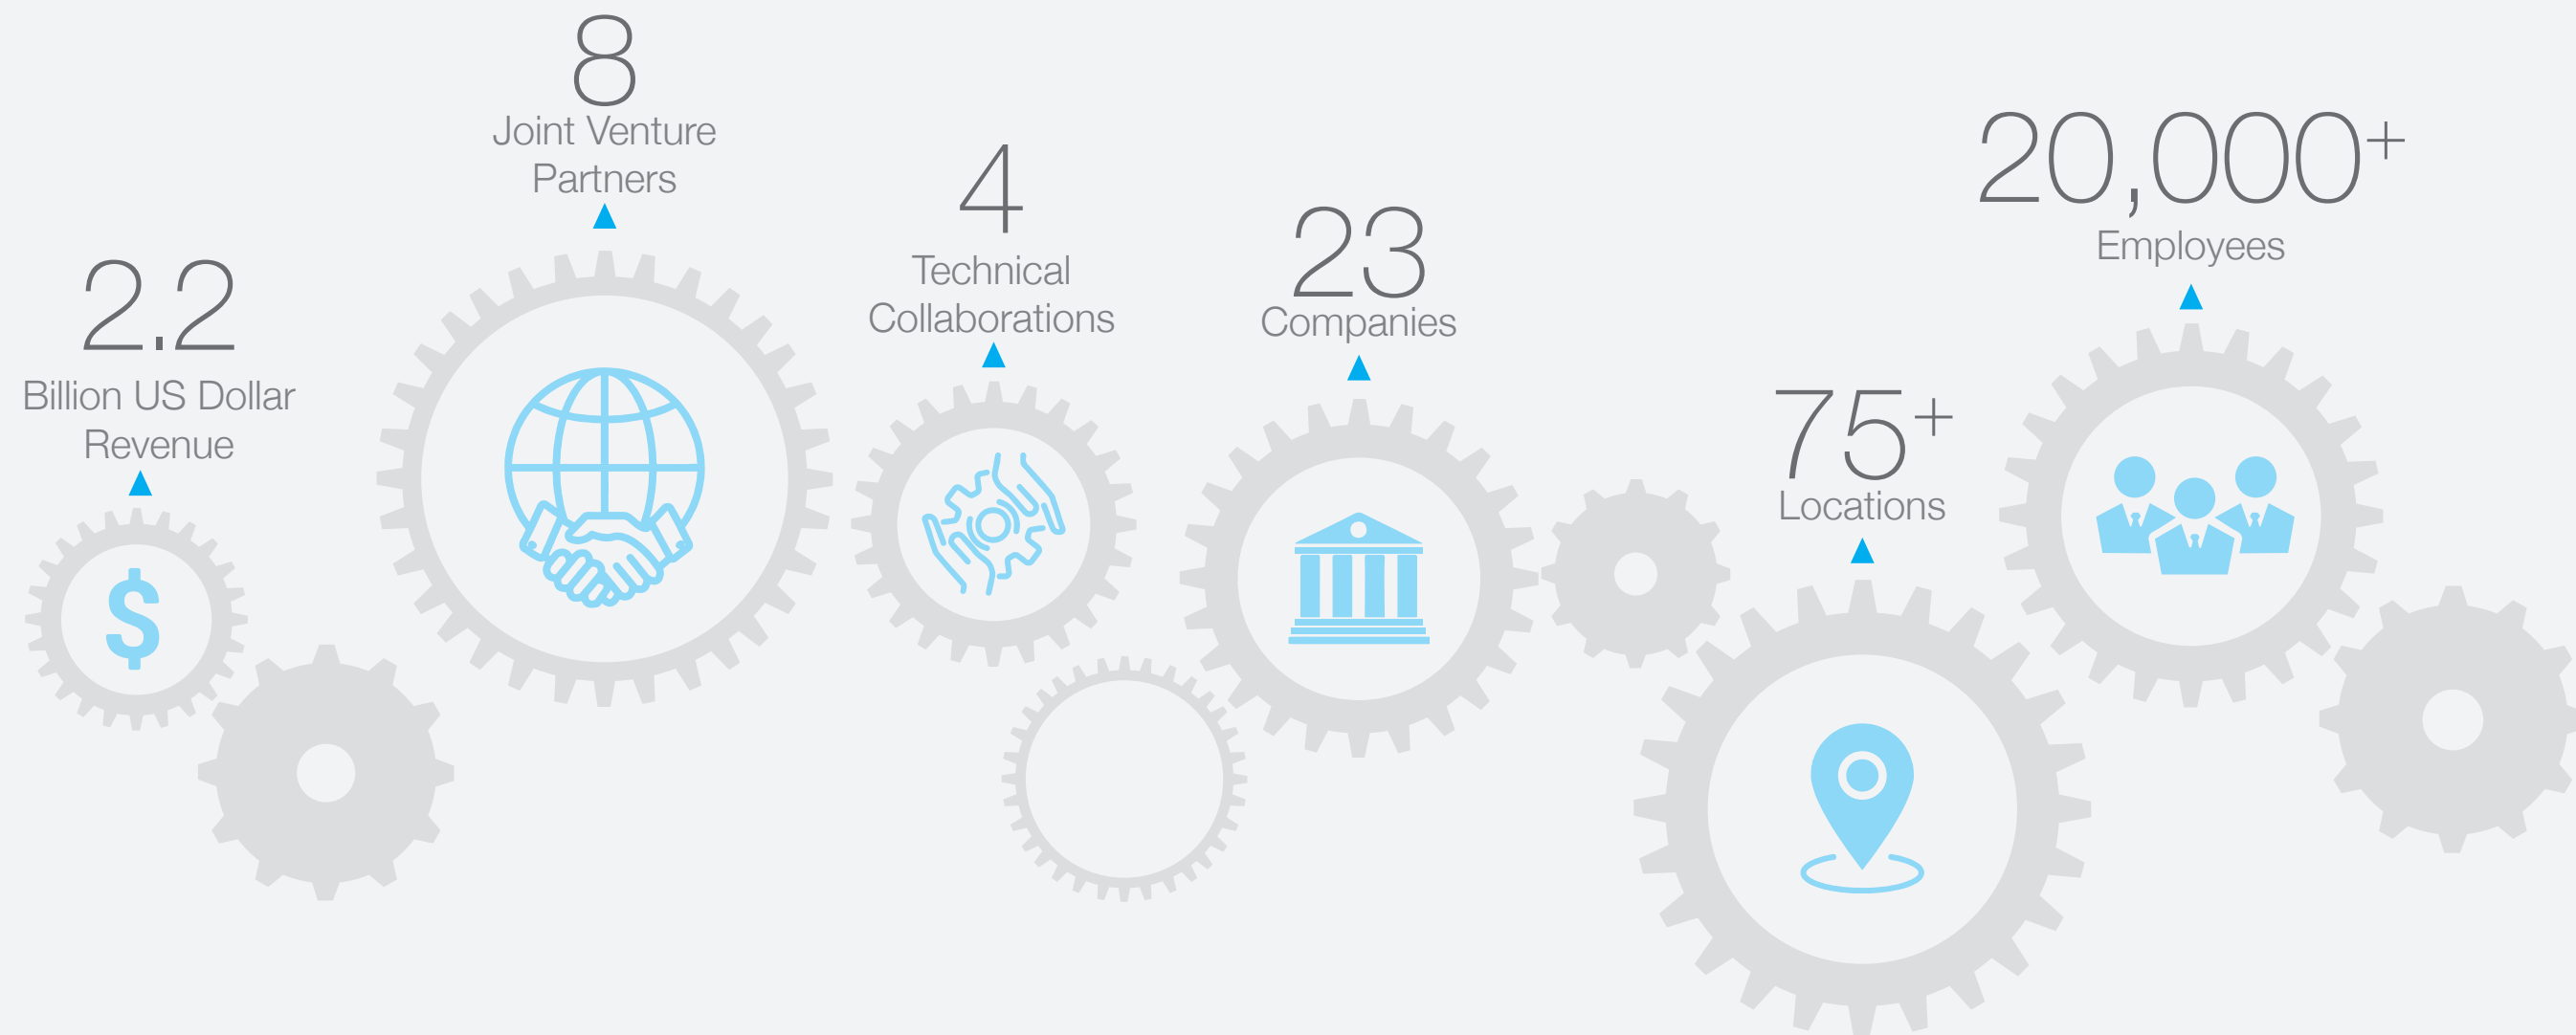 2.2
Billion US Dollar
Revenue
8
Joint Venture
Partners
4
Technical
Collaborations
23
Companies
75+
Locations
20,000+
Employees
$